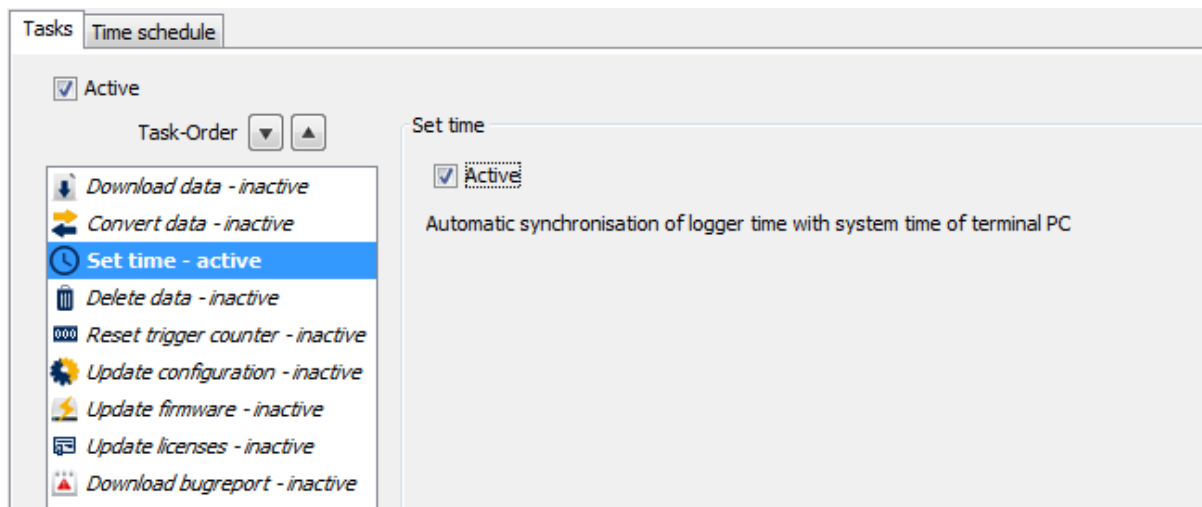 Tasks
Time schedule
Active
Task-Order
Download data - inactive
Convert data - inactive
Set time - active
Delete data - inactive
000 Reset trigger counter - inactive
Update configuration - inactive
Update firmware - inactive
Update licenses - inactive
Download bugreport - inactive
Set time
Active
Automatic synchronisation of logger time with system time of terminal PC